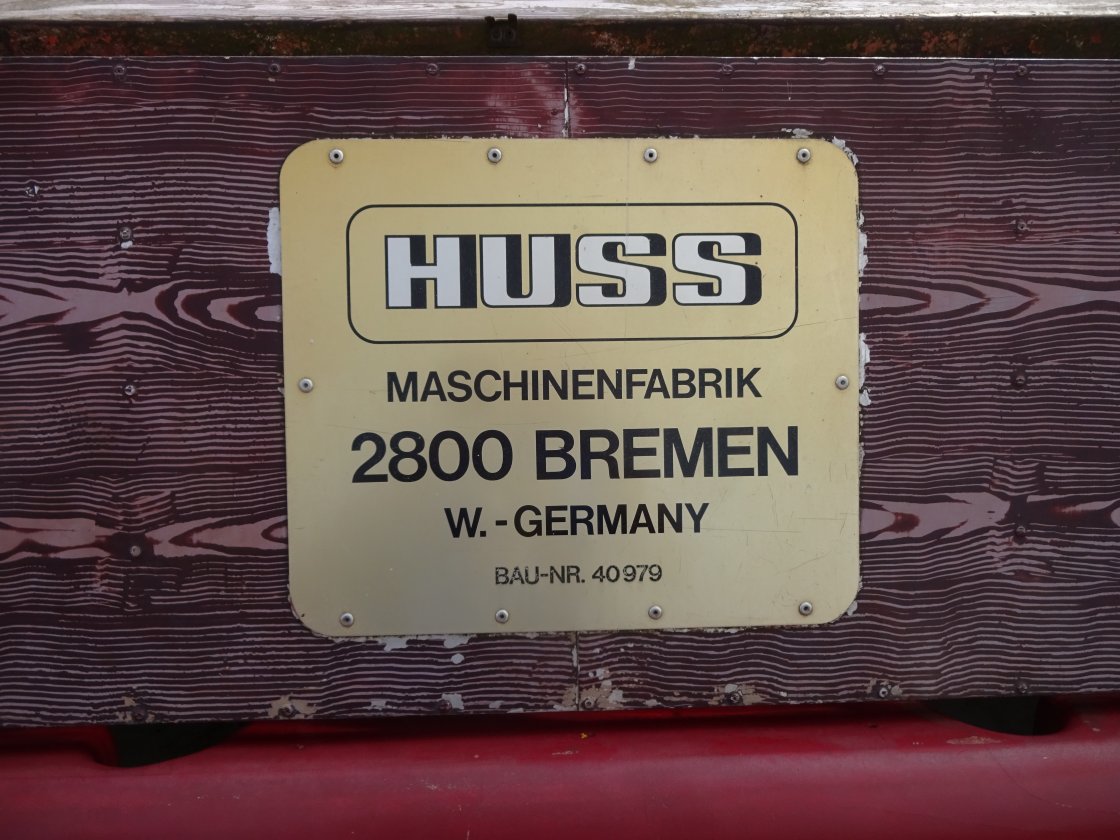 HUSS
MASCHINENFABRIK
2800 BREMEN
W.-GERMANY
BAU-NR. 40979